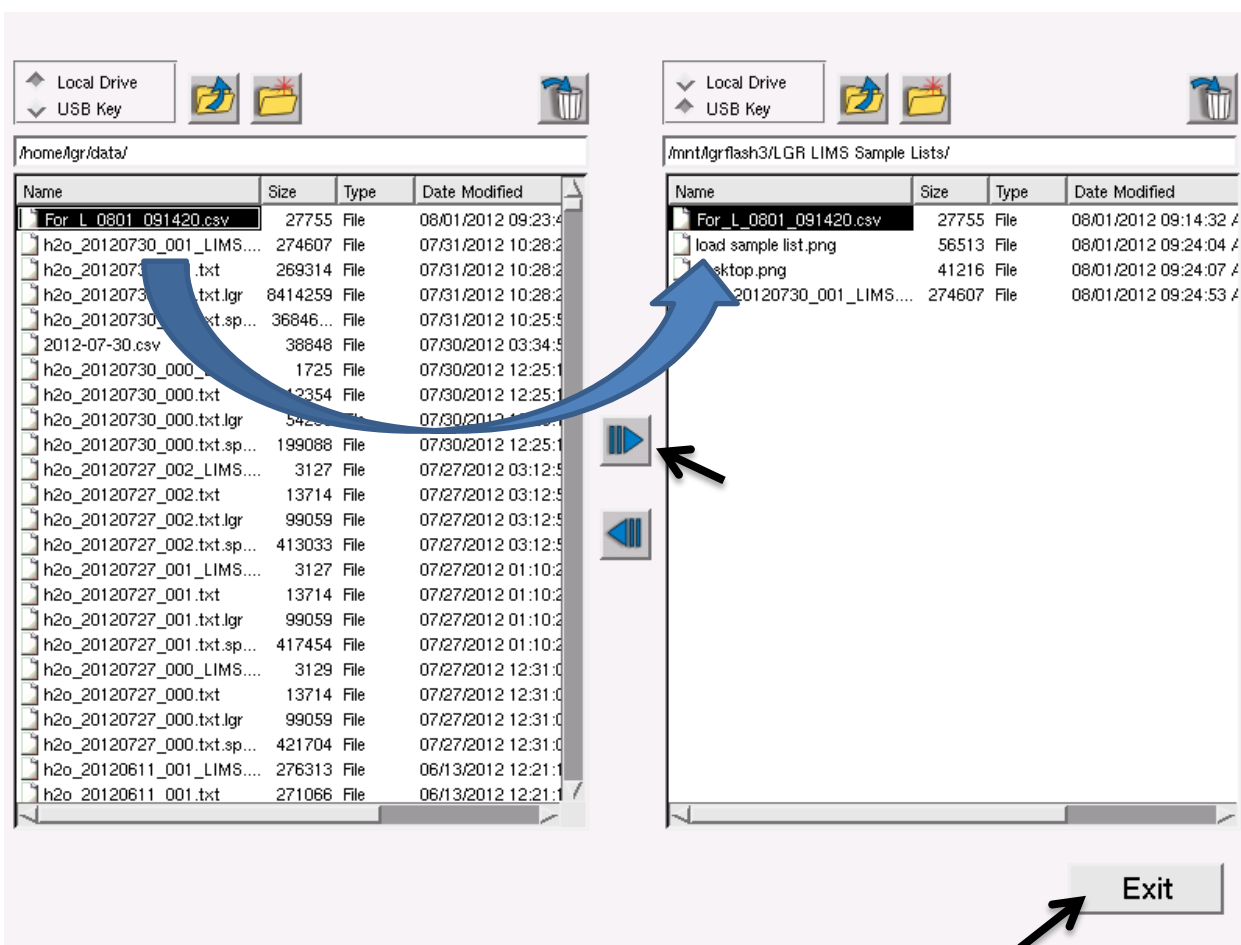 Local Drive
USB Key
/home/lgr/data/
Name Size Type Date Modified
For_L_0801_091420.csv 27755 File 08/01/2012 09:23:4
h2o_20120730_001_LIMS.... 274607 File 07/31/2012 10:28:2
h2o_2012073 .txt 269314 File 07/31/2012 10:28:2
h2o_2012073 .txt.lgr 8414259 File 07/31/2012 10:28:2
h2o_20120730_ xt.sp... 36846... File 07/31/2012 10:25:5
2012-07-30.csv 38848 File 07/30/2012 03:34:5
h2o_20120730_000_ 1725 File 07/30/2012 12:25:1
h2o_20120730_000.txt 2354 File 07/30/2012 12:25:1
h2o_20120730_000.txt.lgr
h2o_20120730_000.txt.sp... 199088 File 07/30/2012 12:25:1
h2o_20120727_002_LIMS.... 3127 File 07/27/2012 03:12:5
h2o_20120727_002.txt 13714 File 07/27/2012 03:12:5
h2o_20120727_002.txt.lgr 99059 File 07/27/2012 03:12:5
h2o_20120727_002.txt.sp... 413033 File 07/27/2012 03:12:5
h2o_20120727_001_LIMS.... 3127 File 07/27/2012 01:10:2
h2o_20120727_001.txt 13714 File 07/27/2012 01:10:2
h2o_20120727_001.txt.lgr 99059 File 07/27/2012 01:10:2
h2o_20120727_001.txt.sp... 417454 File 07/27/2012 01:10:2
h2o_20120727_000_LIMS.... 3129 File 07/27/2012 12:31:0
h2o_20120727_000.txt 13714 File 07/27/2012 12:31:0
h2o_20120727_000.txt.lgr 99059 File 07/27/2012 12:31:0
h2o_20120727_000.txt.sp... 421704 File 07/27/2012 12:31:0
h2o_20120611_001_LIMS.... 276313 File 06/13/2012 12:21:1
h2o_20120611_001.txt 271066 File 06/13/2012 12:21:1
Local Drive
USB Key
/mnt/lgrflash3/LGR LIMS Sample Lists/
Name Size Type Date Modified
For_L_0801_091420.csv 27755 File 08/01/2012 09:14:32 A
load sample list.png 56513 File 08/01/2012 09:24:04 A
sktop.png 41216 File 08/01/2012 09:24:07 A
20120730_001_LIMS.... 274607 File 08/01/2012 09:24:53 A
Exit